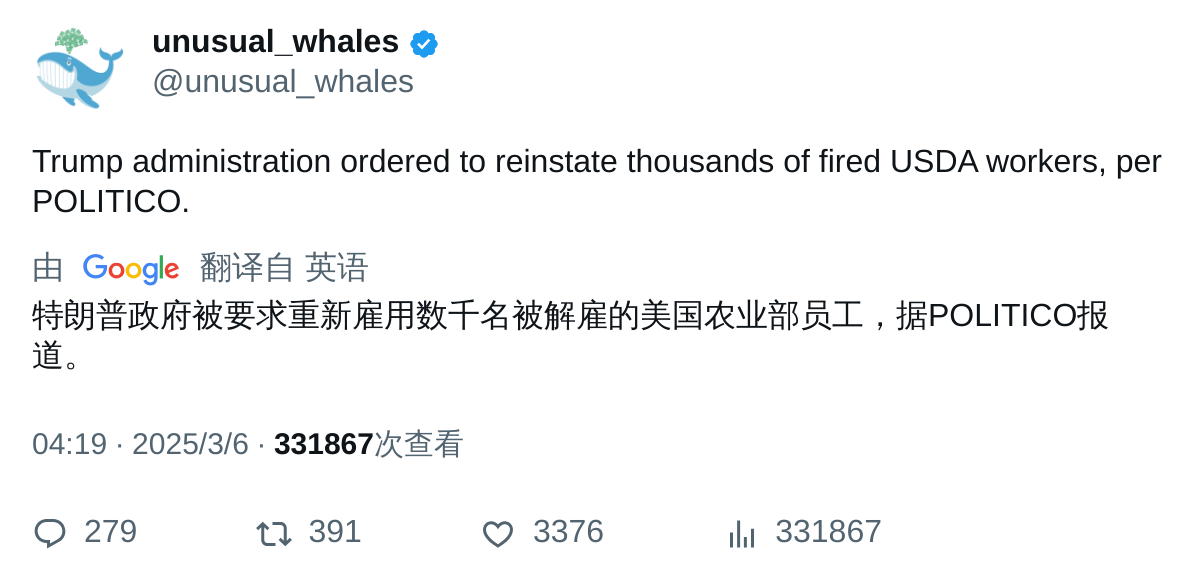 unusual_whales
@unusual_whales
Trump administration ordered to reinstate thousands of fired USDA workers, per
POLITICO.
由 Google 翻译自 英语
特朗普政府被要求重新雇用数千名被解雇的美国农业部员工，据POLITICO报
道。
04:19 · 2025/3/6 · 331867次查看
279 391 3376 331867